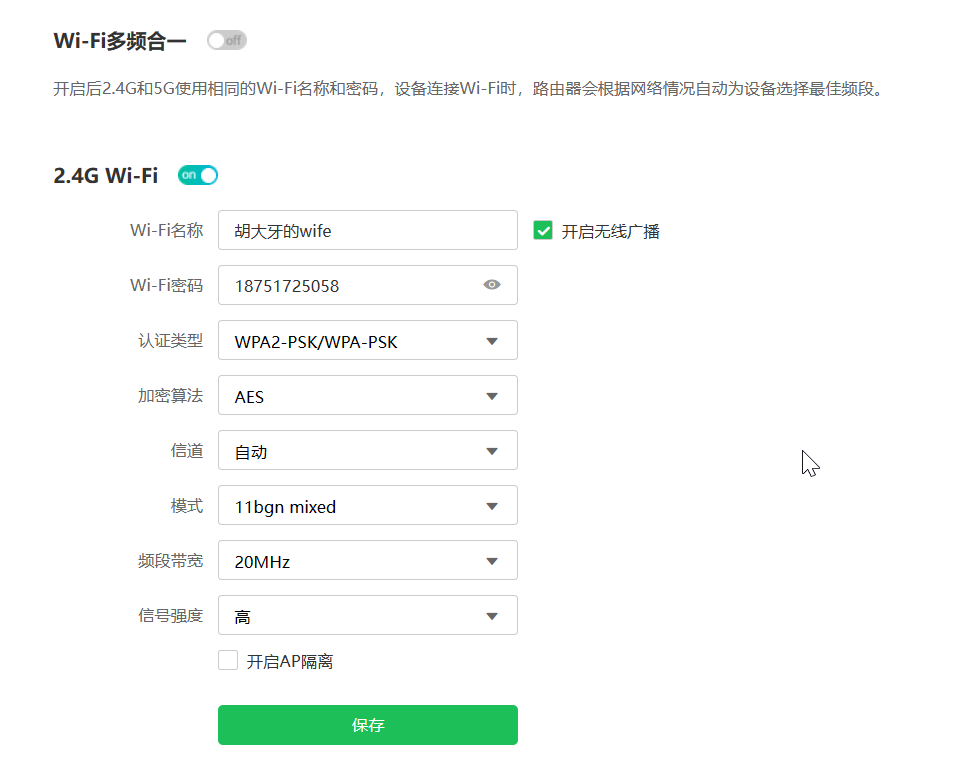 Wi-Fi多频合一 off
开启后2.4G和5G使用相同的Wi-Fi名称和密码，设备连接Wi-Fi时，路由器会根据网络情况自动为设备选择最佳频段。
2.4G Wi-Fi on
Wi-Fi名称 胡大牙的wife 开启无线广播
Wi-Fi密码 18751725058
认证类型 WPA2-PSK/WPA-PSK
加密算法 AES
信道 自动
模式 11bgn mixed
频段带宽 20MHz
信号强度 高
开启AP隔离
保存